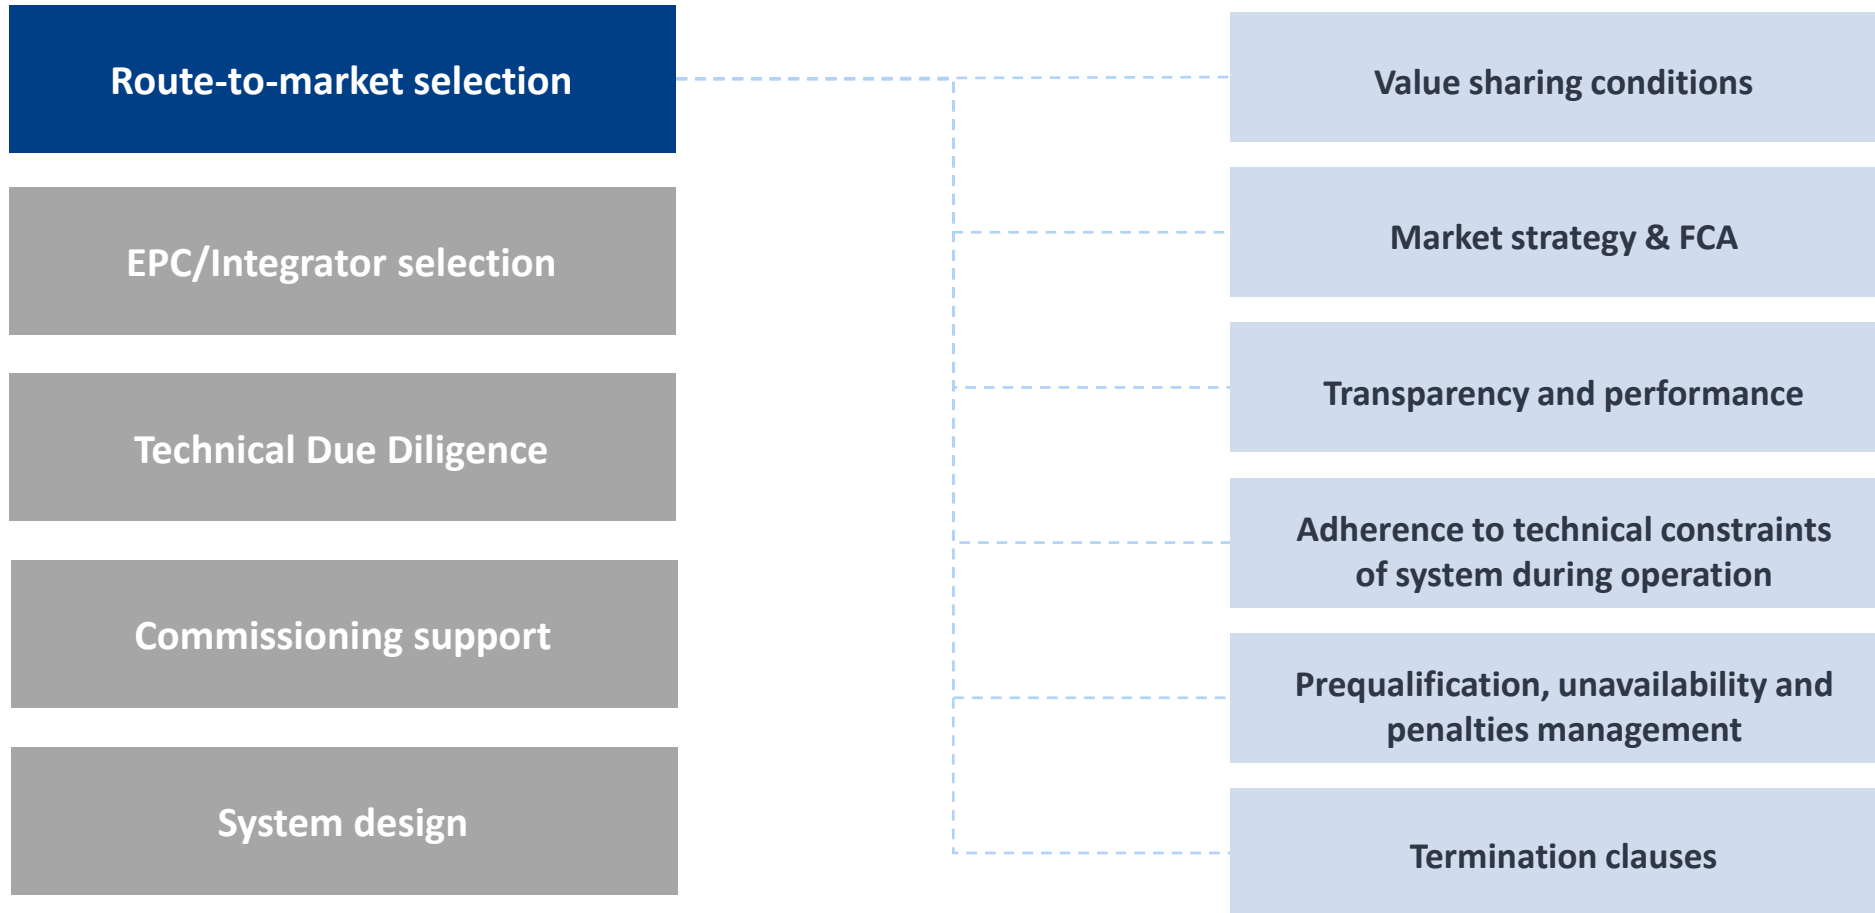 Route-to-market selection
EPC/Integrator selection
Technical Due Diligence
Commissioning support
System design
Value sharing conditions
Market strategy & FCA
Transparency and performance
Adherence to technical constraints
of system during operation
Prequalification, unavailability and
penalties management
Termination clauses